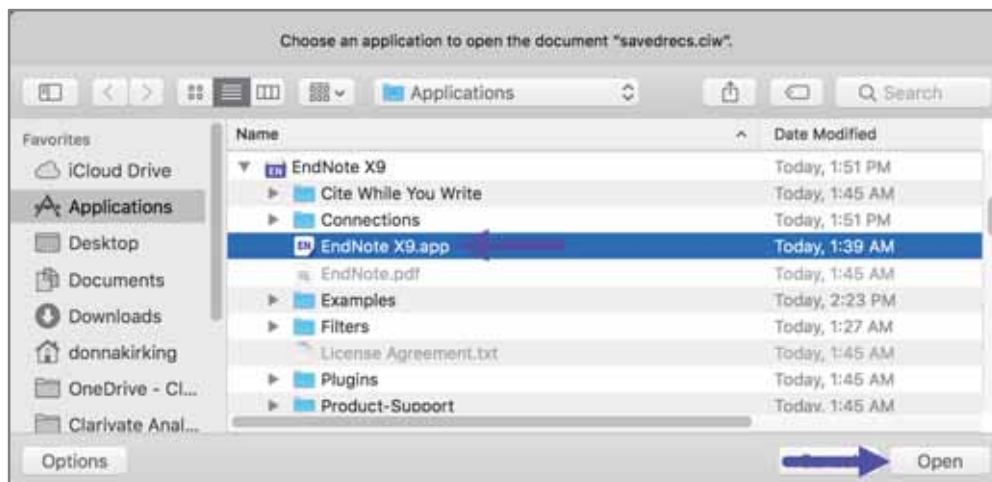 Choose an application to open the document "savedrecs.ciw".
Applications
Search
Favorites
iCloud Drive
Applications
Desktop
Documents
Downloads
donnakirking
OneDrive - Cl...
Clarivate Anal...
Name Date Modified
EndNote X9 Today, 1:51 PM
Cite While You Write Today, 1:45 AM
Connections Today, 1:51 PM
EndNote X9.app Today, 1:39 AM
EndNote.pdf Today, 1:45 AM
Examples Today, 2:23 PM
Filters Today, 1:27 AM
License Agreement.txt Today, 1:45 AM
Plugins Today, 1:45 AM
Product-Support Today, 1:45 AM
Options Open